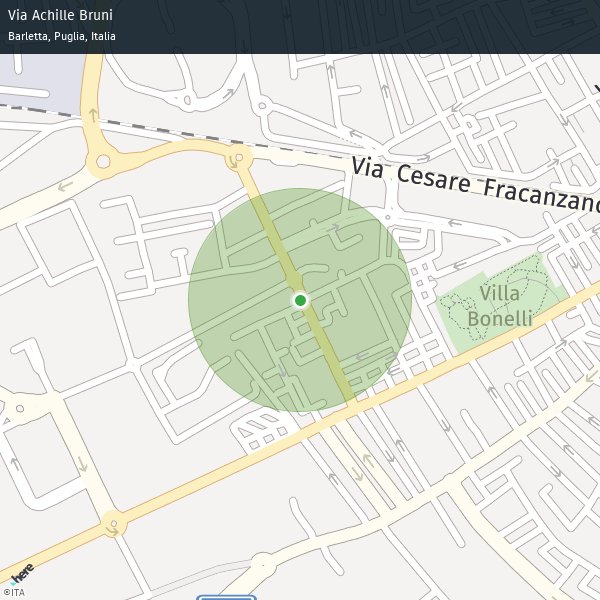 Via Achille Bruni
Barletta, Puglia, Italia
Via Cesare Fracanzano
Villa
Bonelli
here
©ITA